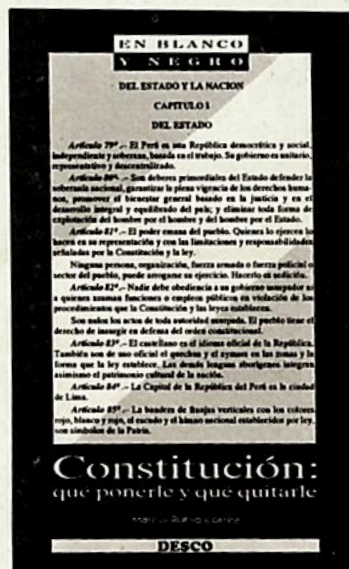 EN BLANCO
Y NEGRO
DEL ESTADO Y LA NACION
CAPITULO I
DEL ESTADO
Artículo 79º.– El Perú es una República democrática y social,
independiente y soberana, basada en el trabajo. Su gobierno es unitario,
representativo y descentralizado.
Artículo 80º.– Son deberes primordiales del Estado defender la
soberanía nacional, garantizar la plena vigencia de los derechos huma-
nos, promover el bienestar general basado en la justicia y en el
desarrollo integral y equilibrado del país; y eliminar toda forma de
explotación del hombre por el hombre y del hombre por el Estado.
Artículo 81º.– El poder emana del pueblo. Quienes lo ejercen lo
hacen en su representación y con las limitaciones y responsabilidades
señaladas por la Constitución y la ley.
Ninguna persona, organización, fuerza armada o fuerza policial o
sector del pueblo, puede arrogarse su ejercicio. Hacerlo es sedición.
Artículo 82º.– Nadie debe obediencia a un gobierno usurpador ni
a quienes asuman funciones o empleos públicos en violación de los
procedimientos que la Constitución y las leyes establecen.
Son nulos los actos de toda autoridad usurpada. El pueblo tiene el
derecho de insurgir en defensa del orden constitucional.
Artículo 83º.– El castellano es el idioma oficial de la República.
También son de uso oficial el quechua y el aymara en las zonas y la
forma que la ley establece. Las demás lenguas aborígenes integran
asimismo el patrimonio cultural de la nación.
Artículo 84º.– La Capital de la República del Perú es la ciudad
de Lima.
Artículo 85º.– La bandera de franjas verticales con los colores
rojo, blanco y rojo, el escudo y el himno nacional establecidos por ley,
son símbolos de la Patria.
Constitución:
qué ponerle y qué quitarle
Marcial Rubio Correa
DESCO